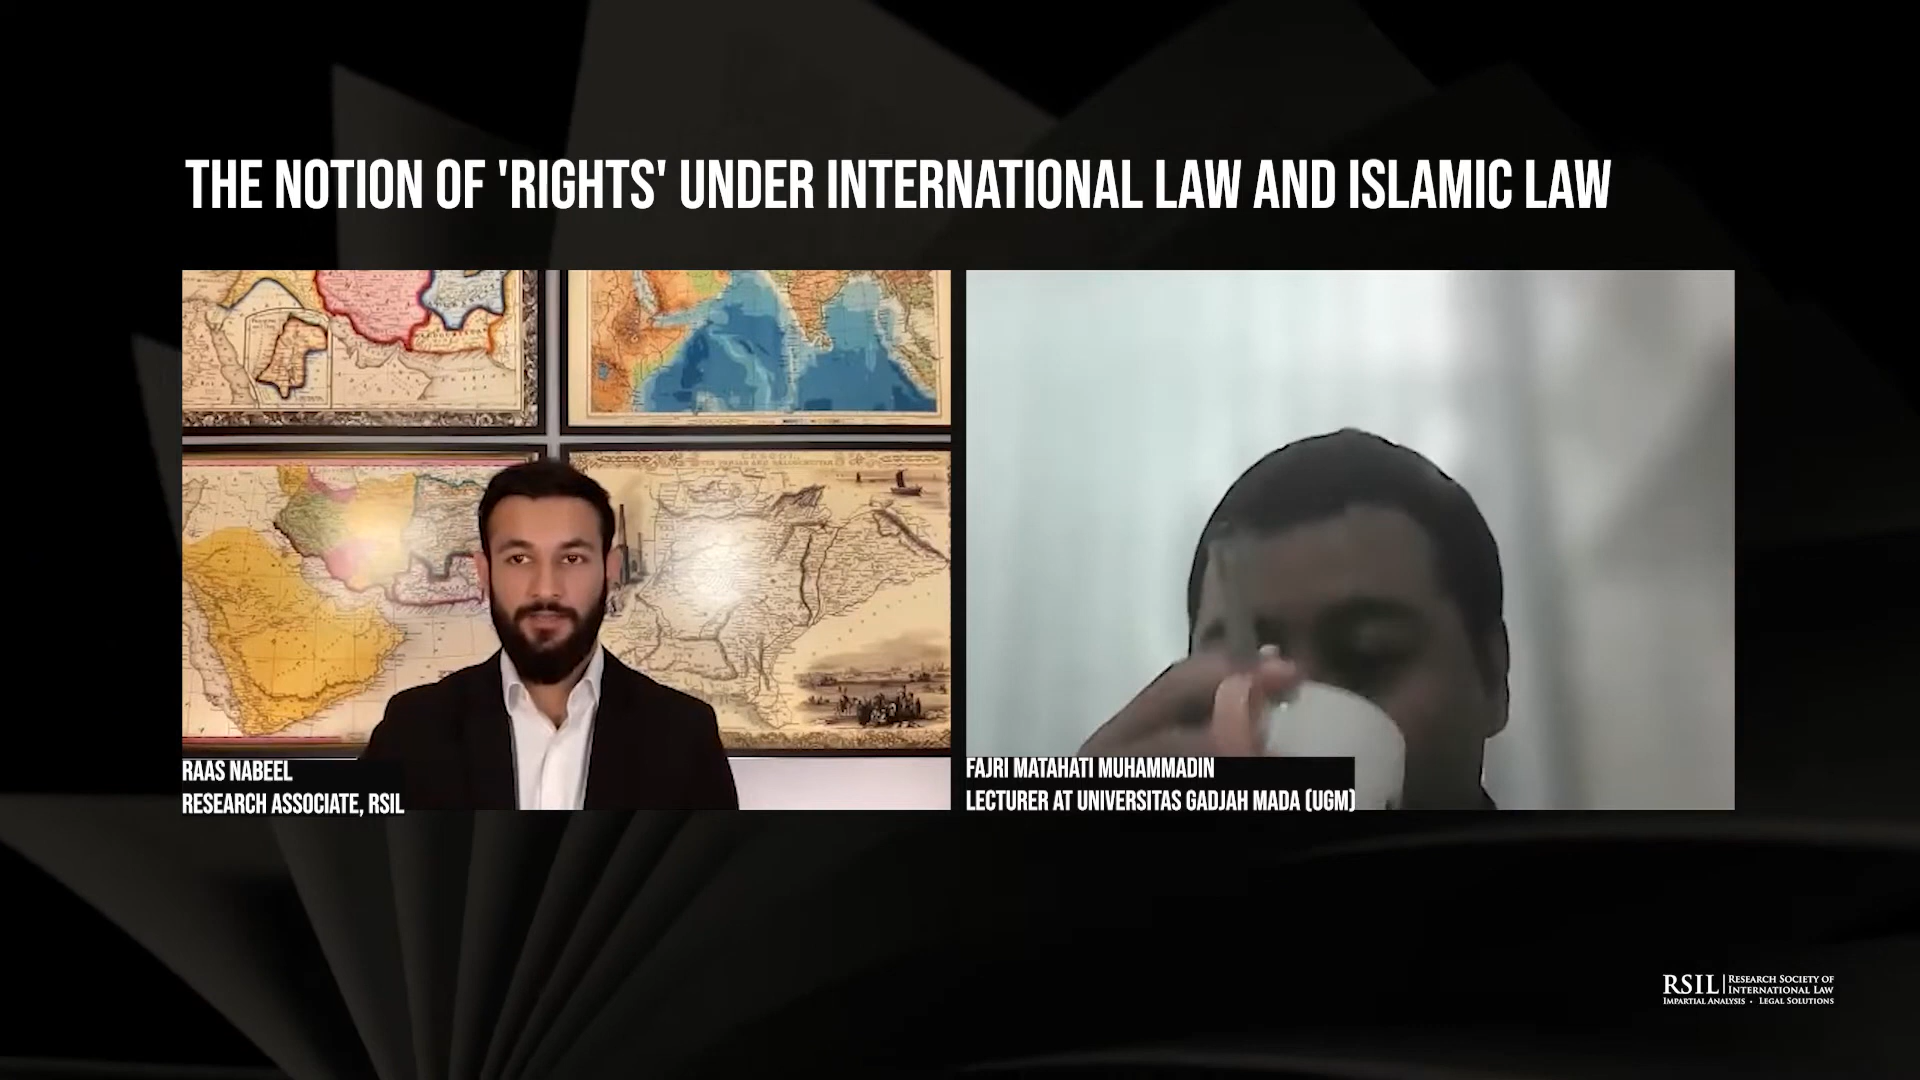 THE NOTION OF 'RIGHTS' UNDER INTERNATIONAL LAW AND ISLAMIC LAW
RAAS NABEEL
RESEARCH ASSOCIATE, RSIL
FAJRI MATAHATI MUHAMMADIN
LECTURER AT UNIVERSITAS GADJAH MADA (UGM)
RSIL
RESEARCH SOCIETY OF
INTERNATIONAL LAW
IMPARTIAL ANALYSIS • LEGAL SOLUTIONS